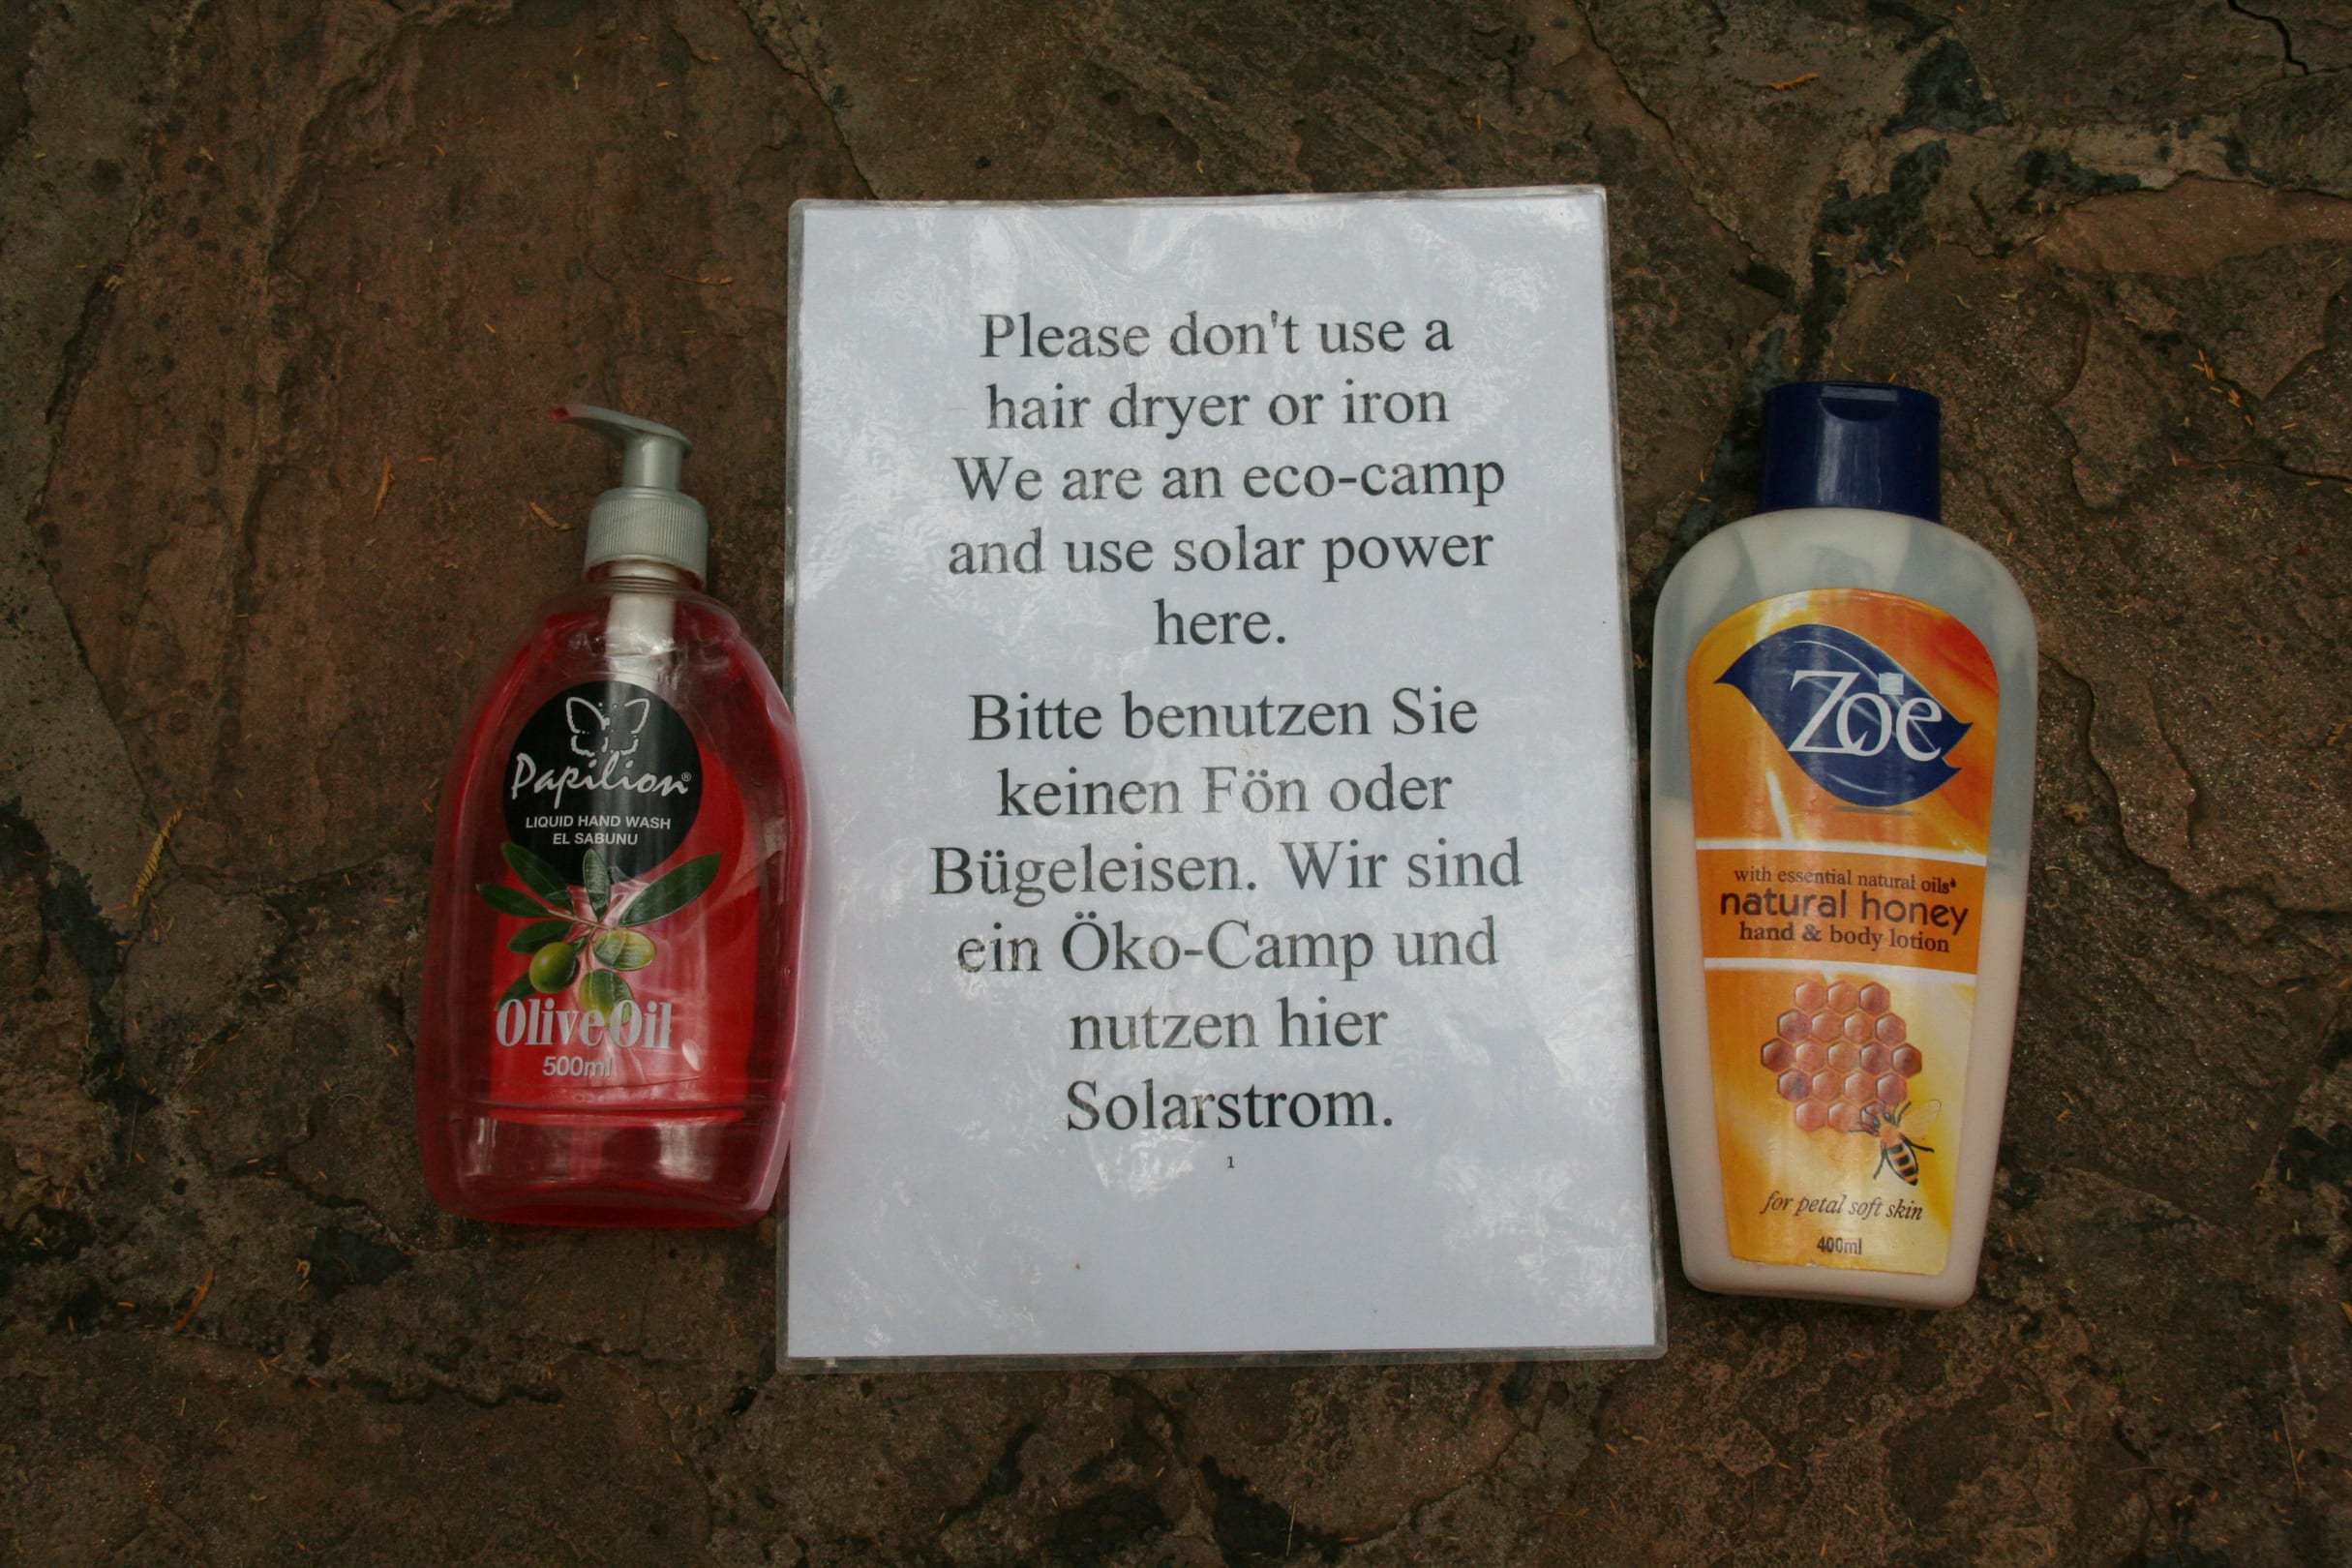 Please don't use a
hair dryer or iron
We are an eco-camp
and use solar power
here.
Bitte benutzen Sie
keinen Fön oder
Bügeleisen. Wir sind
ein Öko-Camp und
nutzen hier
Solarstrom.
1
Papilion®
LIQUID HAND WASH
EL SABUNU
Olive Oil
500ml
Zoe
with essential natural oils
natural honey
hand & body lotion
for petal soft skin
400ml